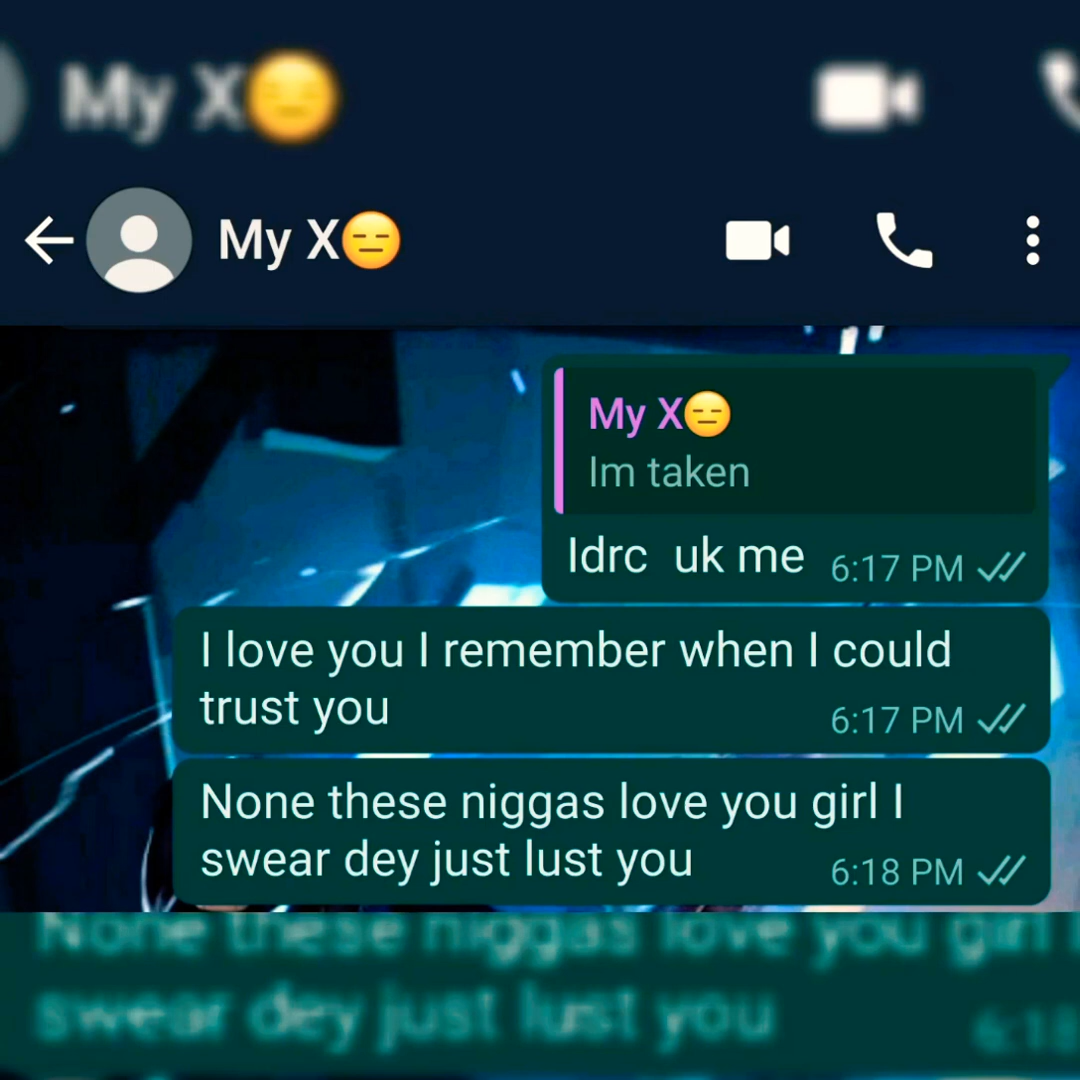 My X😑
My X😑
My X😑
Im taken
Idrc  uk me 6:17 PM
I love you I remember when I could
trust you 6:17 PM
None these niggas love you girl I
swear dey just lust you 6:18 PM
None these niggas love you girl I
swear dey just lust you 6:18